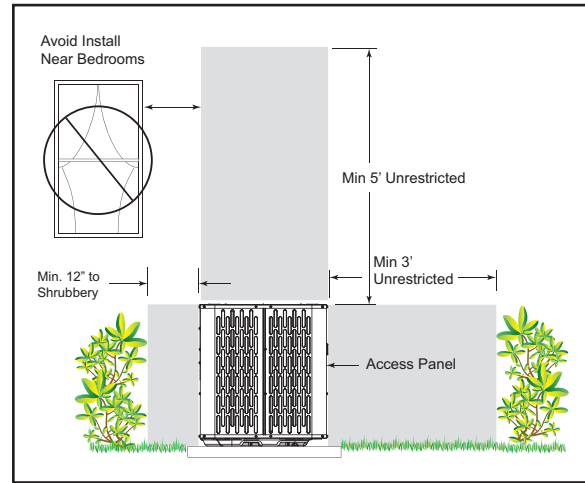 Avoid Install
Near Bedrooms
Min 5' Unrestricted
Min. 12" to
Shrubbery
Min 3'
Unrestricted
Access Panel